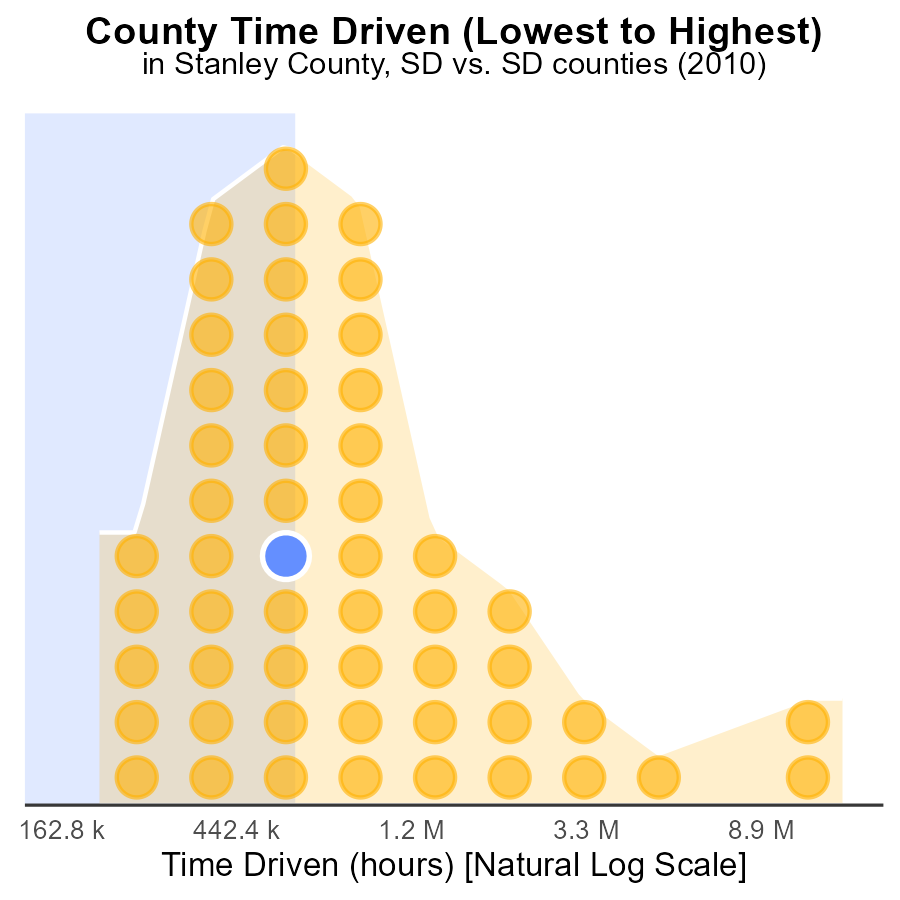 County Time Driven (Lowest to Highest)
in Stanley County, SD vs. SD counties (2010)
162.8 k 442.4 k 1.2 M 3.3 M 8.9 M
Time Driven (hours) [Natural Log Scale]